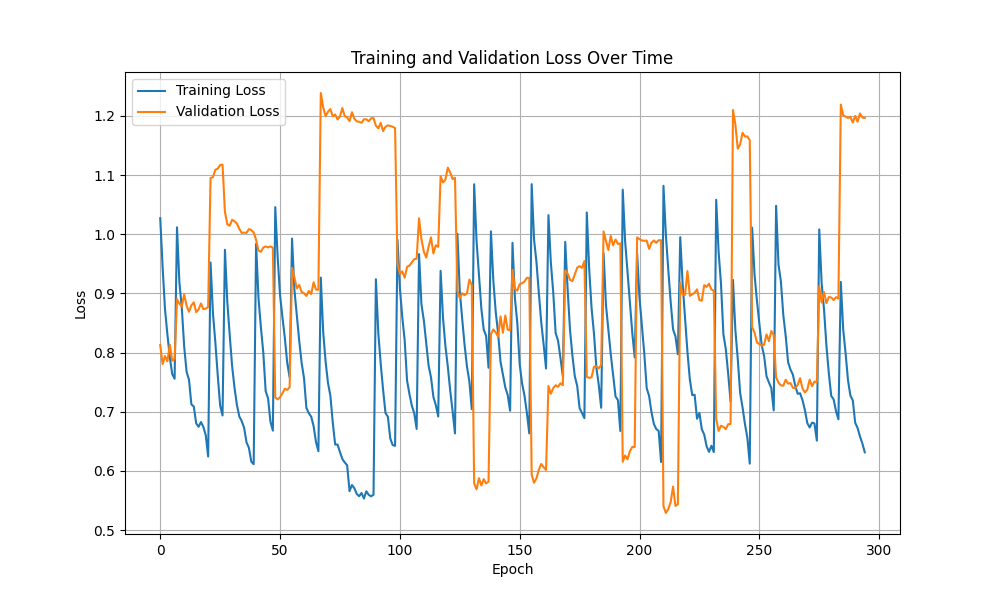 Training and Validation Loss Over Time
Training Loss
Validation Loss
1.2
1.1
1.0
0.9
0.8
0.7
0.6
0.5
Loss
0 50 100 150 200 250 300
Epoch